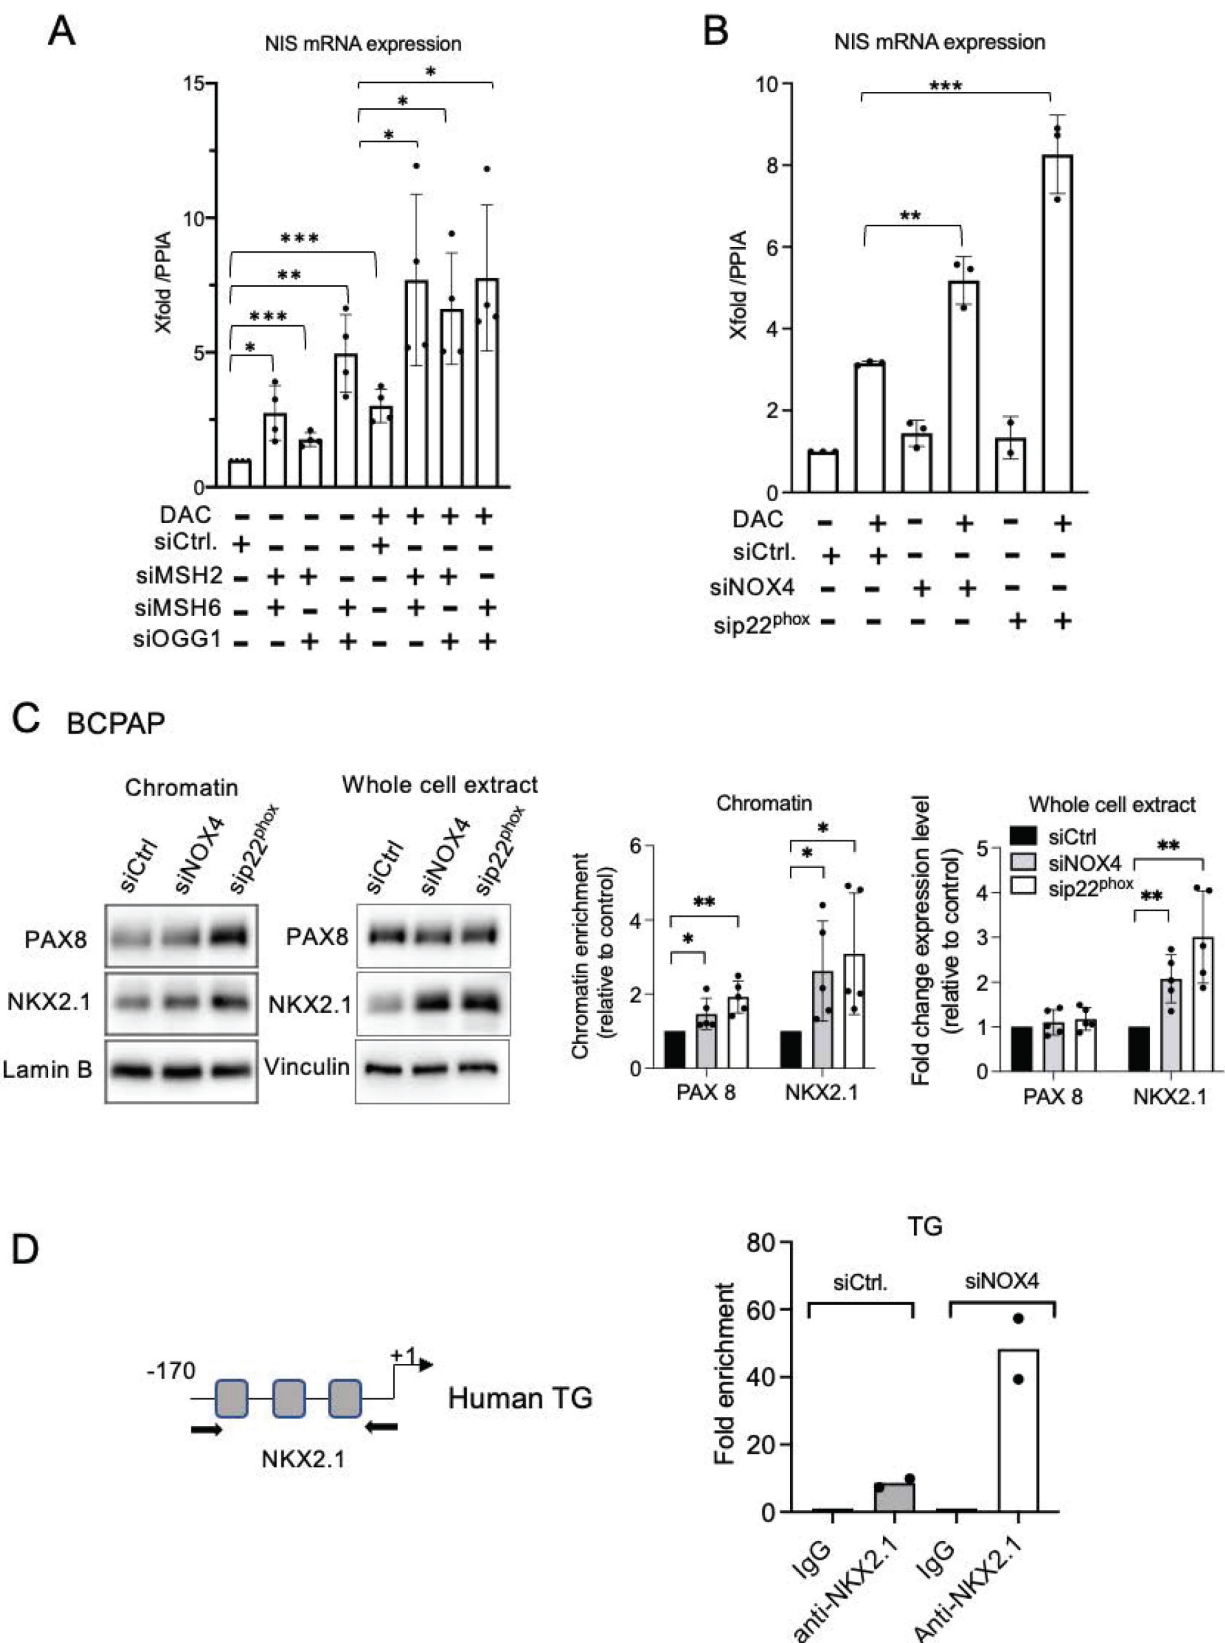 A
NIS mRNA expression
* 
*
*
***
**
***
*
Xfold /PPIA
15
10
5
0
DAC − − − − + + + +
siCtrl. + − − − + − − −
siMSH2 − + + − − + + −
siMSH6 − + − + − + − +
siOGG1 − − + + − − + +
B
NIS mRNA expression
***
**
Xfold /PPIA
10
8
6
4
2
0
DAC − + − + − +
siCtrl. + + − − − −
siNOX4 − − + + − −
sip22phox − − − − + +
C BCPAP
Chromatin
siCtrl
siNOX4
sip22phox
PAX8
NKX2.1
Lamin B
Whole cell extract
siCtrl
siNOX4
sip22phox
PAX8
NKX2.1
Vinculin
Chromatin
Chromatin enrichment
(relative to control)
6
4
2
0
**
*
*
*
PAX 8 NKX2.1
Whole cell extract
siCtrl
siNOX4
sip22phox
Fold change expression level
(relative to control)
5
4
3
2
1
0
**
**
PAX 8 NKX2.1
D
-170
+1
NKX2.1
Human TG
TG
siCtrl. siNOX4
Fold enrichment
80
60
40
20
0
IgG
anti-NKX2.1
IgG
Anti-NKX2.1